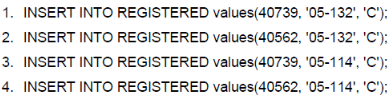 1. INSERT INTO REGISTERED values(40739, '05-132', 'C');
2. INSERT INTO REGISTERED values(40562, '05-132', 'C');
3. INSERT INTO REGISTERED values(40739, '05-114', 'C');
4. INSERT INTO REGISTERED values(40562, '05-114', 'C');